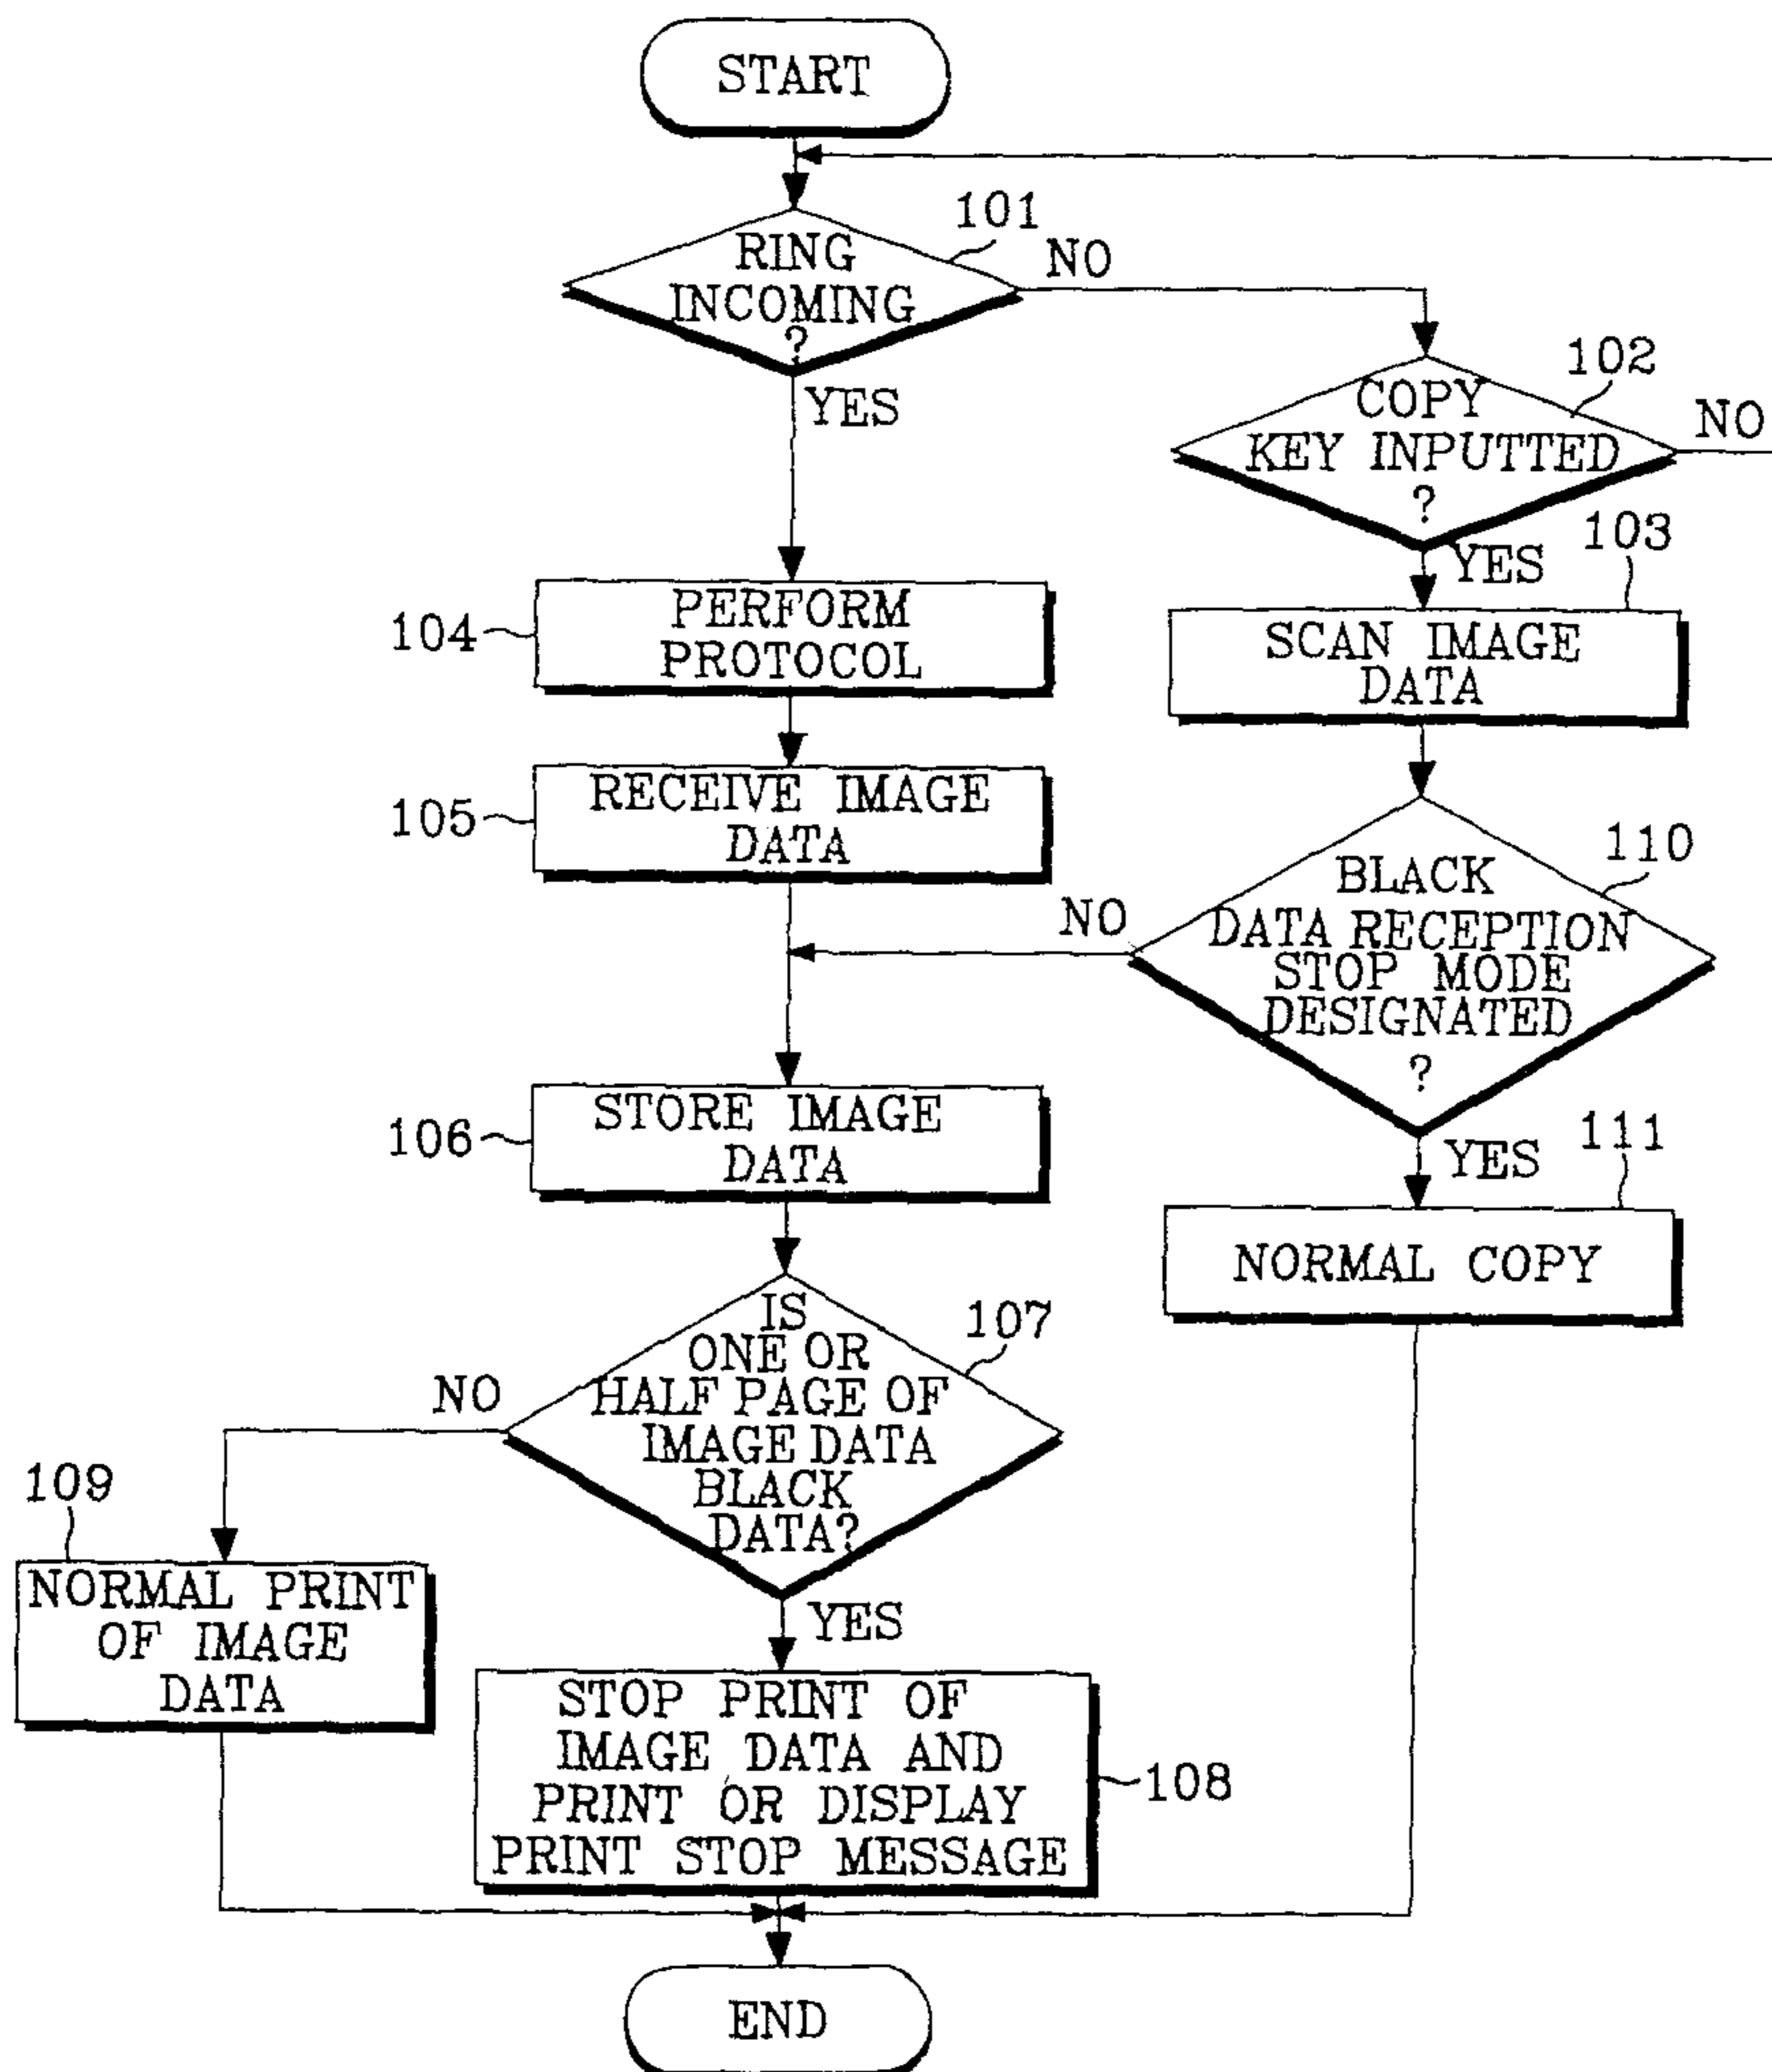 START
101
RING
INCOMING
?
NO
YES
102
COPY
KEY INPUTTED
?
NO
YES
103
SCAN IMAGE
DATA
104
PERFORM
PROTOCOL
105
RECEIVE IMAGE
DATA
110
BLACK
DATA RECEPTION
STOP MODE
DESIGNATED
?
NO
YES
106
STORE IMAGE
DATA
111
NORMAL COPY
107
IS
ONE OR
HALF PAGE OF
IMAGE DATA
BLACK
DATA?
NO
YES
109
NORMAL PRINT
OF IMAGE
DATA
STOP PRINT OF
IMAGE DATA AND
PRINT OR DISPLAY
PRINT STOP MESSAGE
108
END